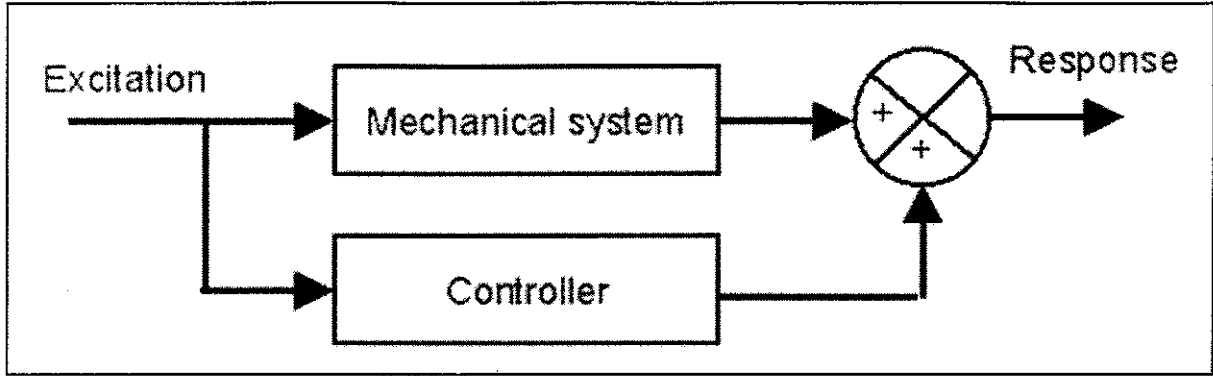 Excitation
Mechanical system
+
+
Response
Controller